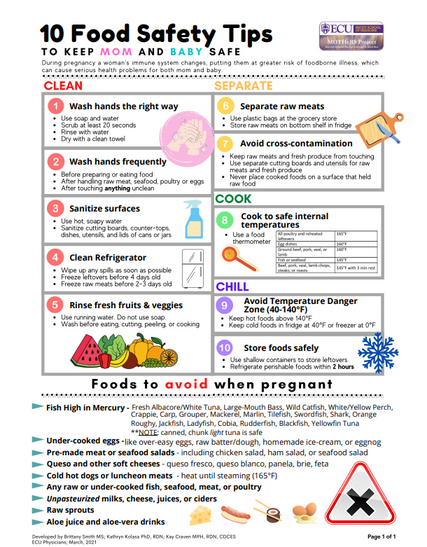 10 Food Safety Tips
TO KEEP MOM AND BABY SAFE
ECU
MOTHeRS Project
During pregnancy a woman's immune system changes, putting them at greater risk of foodborne illness, which
can cause serious health problems for both mom and baby.
CLEAN
1 Wash hands the right way
Use soap and water
Scrub at least 20 seconds
Rinse with water
Dry with a clean towel
2 Wash hands frequently
Before preparing or eating food
After handling raw meat, seafood, poultry or eggs
After touching anything unclean
3 Sanitize surfaces
Use hot, soapy water
Sanitize cutting boards, counter-tops,
dishes, utensils, and lids of cans or jars
4 Clean Refrigerator
Wipe up any spills as soon as possible
Freeze leftovers before 4 days old
Freeze raw meats before 2-3 days old
5 Rinse fresh fruits & veggies
Use running water. Do not use soap.
Wash before eating, cutting, peeling, or cooking
SEPARATE
6 Separate raw meats
Use plastic bags at the grocery store
Store raw meats on bottom shelf in fridge
7 Avoid cross-contamination
Keep raw meats and fresh produce from touching
Use separate cutting boards and utensils for raw
meats and fresh produce
Never place cooked foods on a surface that held
raw food
COOK
8 Cook to safe internal
temperatures
Use a food
thermometer
All poultry and reheated
leftovers 165°F
Egg dishes 160°F
Ground beef, pork, veal, or
lamb 160°F
Fish or seafood 145°F
Beef, pork, veal, lamb chops,
steaks, or roasts 145°F with 3 min rest
CHILL
9 Avoid Temperature Danger
Zone (40-140°F)
Keep hot foods above 140°F
Keep cold foods in fridge at 40°F or freezer at 0°F
10 Store foods safely
Use shallow containers to store leftovers
Refrigerate perishable foods within 2 hours
Foods to avoid when pregnant
Fish High in Mercury - Fresh Albacore/White Tuna, Large-Mouth Bass, Wild Catfish, White/Yellow Perch,
Crappie, Carp, Grouper, Mackerel, Marlin, Tilefish, Swordfish, Shark, Orange
Roughy, Jackfish, Ladyfish, Cobia, Rudderfish, Blackfish, Yellowfin Tuna
**NOTE: canned, chunk light tuna is safe
Under-cooked eggs -like over-easy eggs, raw batter/dough, homemade ice-cream, or eggnog
Pre-made meat or seafood salads - including chicken salad, ham salad, or seafood salad
Queso and other soft cheeses - queso fresco, queso blanco, panela, brie, feta
Cold hot dogs or luncheon meats - heat until steaming (165°F)
Any raw or under-cooked fish, seafood, meat, or poultry
Unpasteurized milks, cheese, juices, or ciders
Raw sprouts
Aloe juice and aloe-vera drinks
Developed by Brittany Smith MS; Kathryn Kolasa PhD, RDN; Kay Craven MPH, RDN, CDCES
ECU Physicians; March, 2021
Page 1 of 1